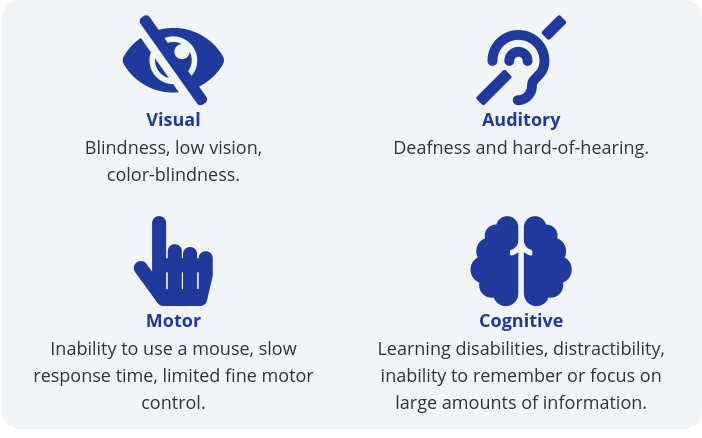 Visual
Blindness, low vision,
color-blindness.
Auditory
Deafness and hard-of-hearing.
Motor
Inability to use a mouse, slow
response time, limited fine motor
control.
Cognitive
Learning disabilities, distractibility,
inability to remember or focus on
large amounts of information.